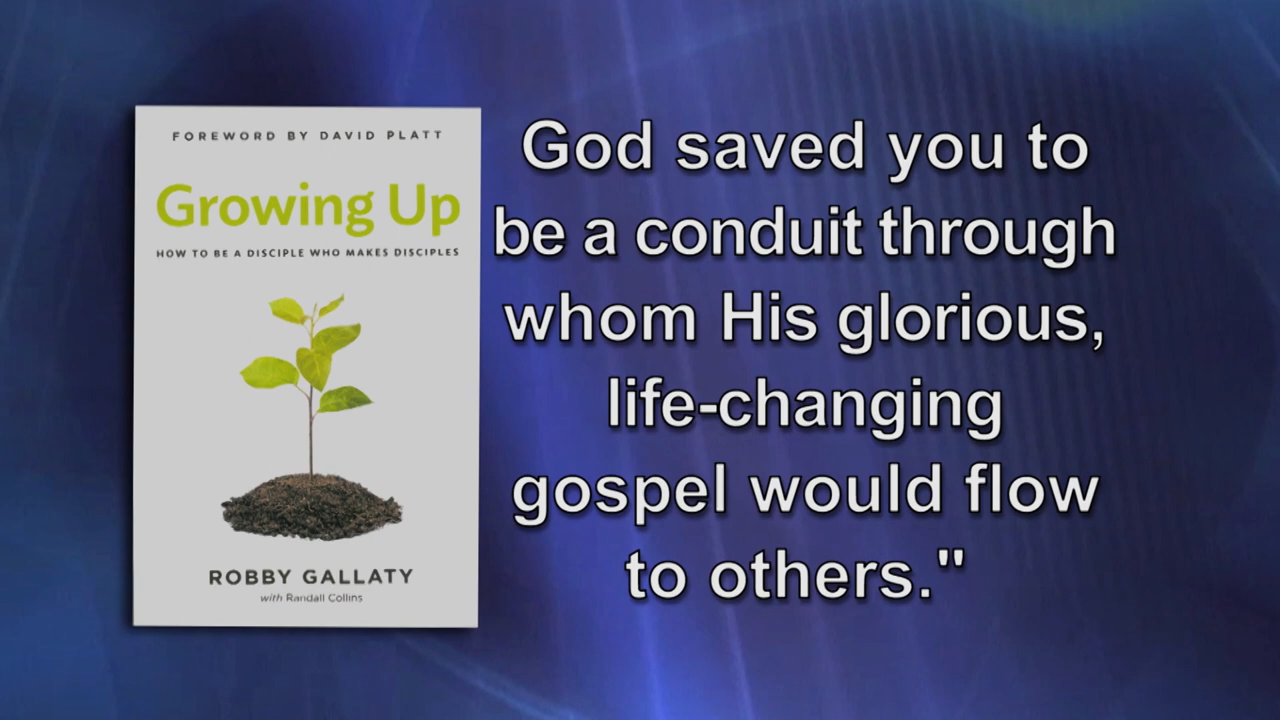 FOREWORD BY DAVID PLATT
Growing Up
HOW TO BE A DISCIPLE WHO MAKES DISCIPLES
ROBBY GALLATY
with Randall Collins
God saved you to
be a conduit through
whom His glorious,
life-changing
gospel would flow
to others."